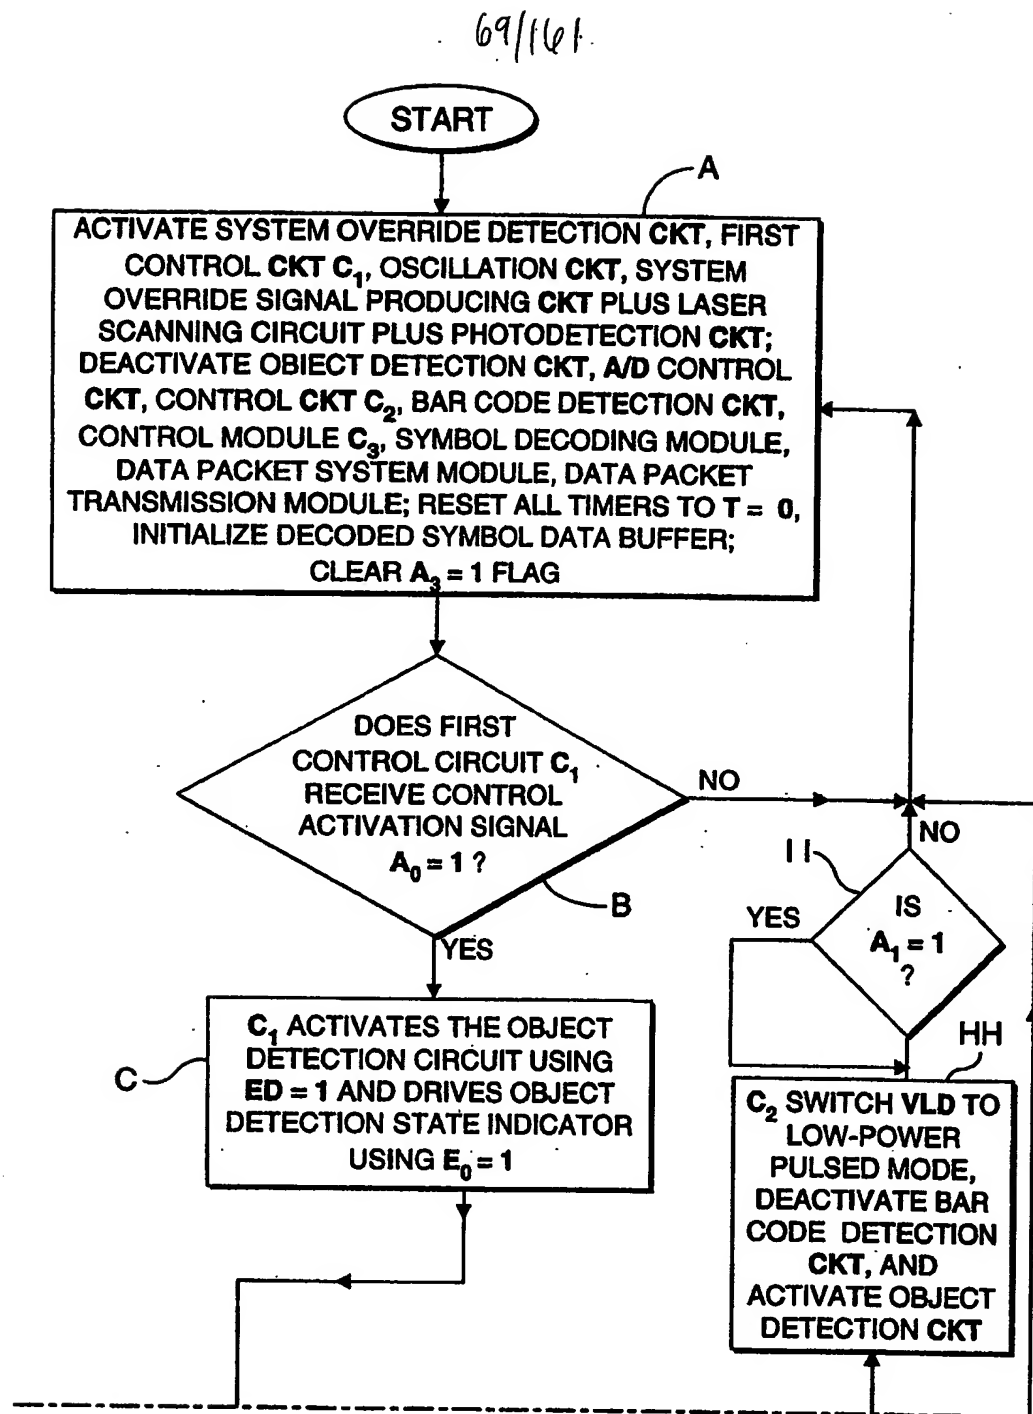 69/161
START
A
ACTIVATE SYSTEM OVERRIDE DETECTION CKT, FIRST
CONTROL CKT C₁, OSCILLATION CKT, SYSTEM
OVERRIDE SIGNAL PRODUCING CKT PLUS LASER
SCANNING CIRCUIT PLUS PHOTODETECTION CKT;
DEACTIVATE OBIECT DETECTION CKT, A/D CONTROL
CKT, CONTROL CKT C₂, BAR CODE DETECTION CKT,
CONTROL MODULE C₃, SYMBOL DECODING MODULE,
DATA PACKET SYSTEM MODULE, DATA PACKET
TRANSMISSION MODULE; RESET ALL TIMERS TO T = 0,
INITIALIZE DECODED SYMBOL DATA BUFFER;
CLEAR A₃ = 1 FLAG
DOES FIRST
CONTROL CIRCUIT C₁
RECEIVE CONTROL
ACTIVATION SIGNAL
A₀ = 1 ?
NO
B
YES
NO
II
IS
A₁ = 1
?
YES
C
C₁ ACTIVATES THE OBJECT
DETECTION CIRCUIT USING
ED = 1 AND DRIVES OBJECT
DETECTION STATE INDICATOR
USING E₀ = 1
HH
C₂ SWITCH VLD TO
LOW-POWER
PULSED MODE,
DEACTIVATE BAR
CODE DETECTION
CKT, AND
ACTIVATE OBJECT
DETECTION CKT